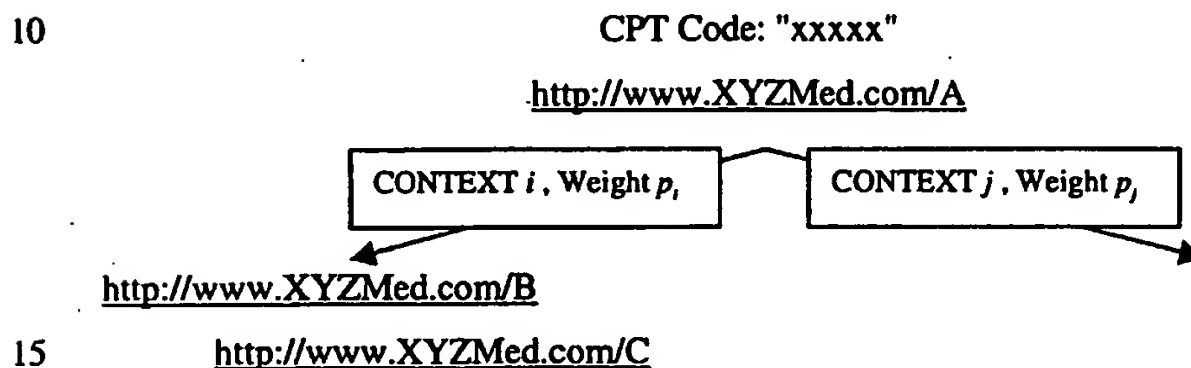 10 CPT Code: "xxxxx"
http://www.XYZMed.com/A
CONTEXT i, Weight pᵢ CONTEXT j, Weight pⱼ
http://www.XYZMed.com/B
15 http://www.XYZMed.com/C